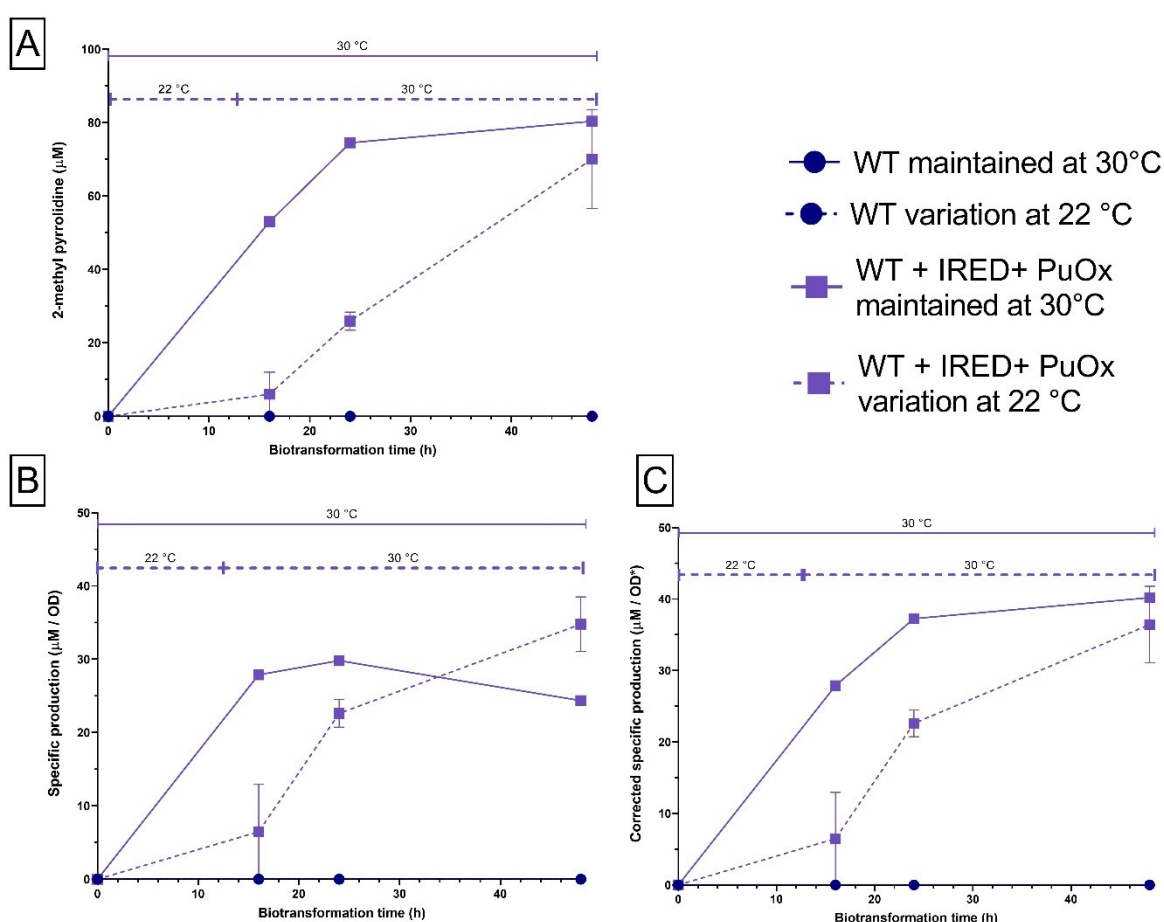 A
30 °C
100
22 °C
30 °C
80
60
40
20
0
2-methyl pyrrolidine (µM)
0
10
20
30
40
Biotransformation time (h)
WT maintained at 30°C
WT variation at 22 °C
WT + IRED+ PuOx
maintained at 30°C
WT + IRED+ PuOx
variation at 22 °C
B
50
30 °C
22 °C
30 °C
40
30
20
10
0
Specific production (µM / OD)
0
10
20
30
40
Biotransformation time (h)
C
50
30 °C
22 °C
30 °C
40
30
20
10
0
Corrected specific production (µM / OD*)
0
10
20
30
40
Biotransformation time (h)